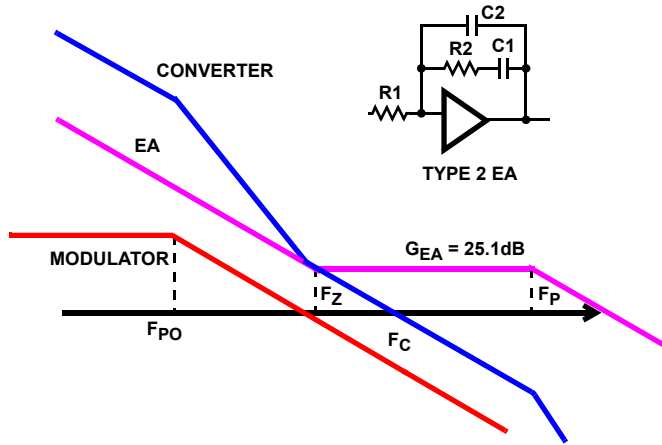 C2
R2
C1
R1
TYPE 2 EA
CONVERTER
EA
MODULATOR
GEA = 25.1dB
FZ
FP
FPO
FC